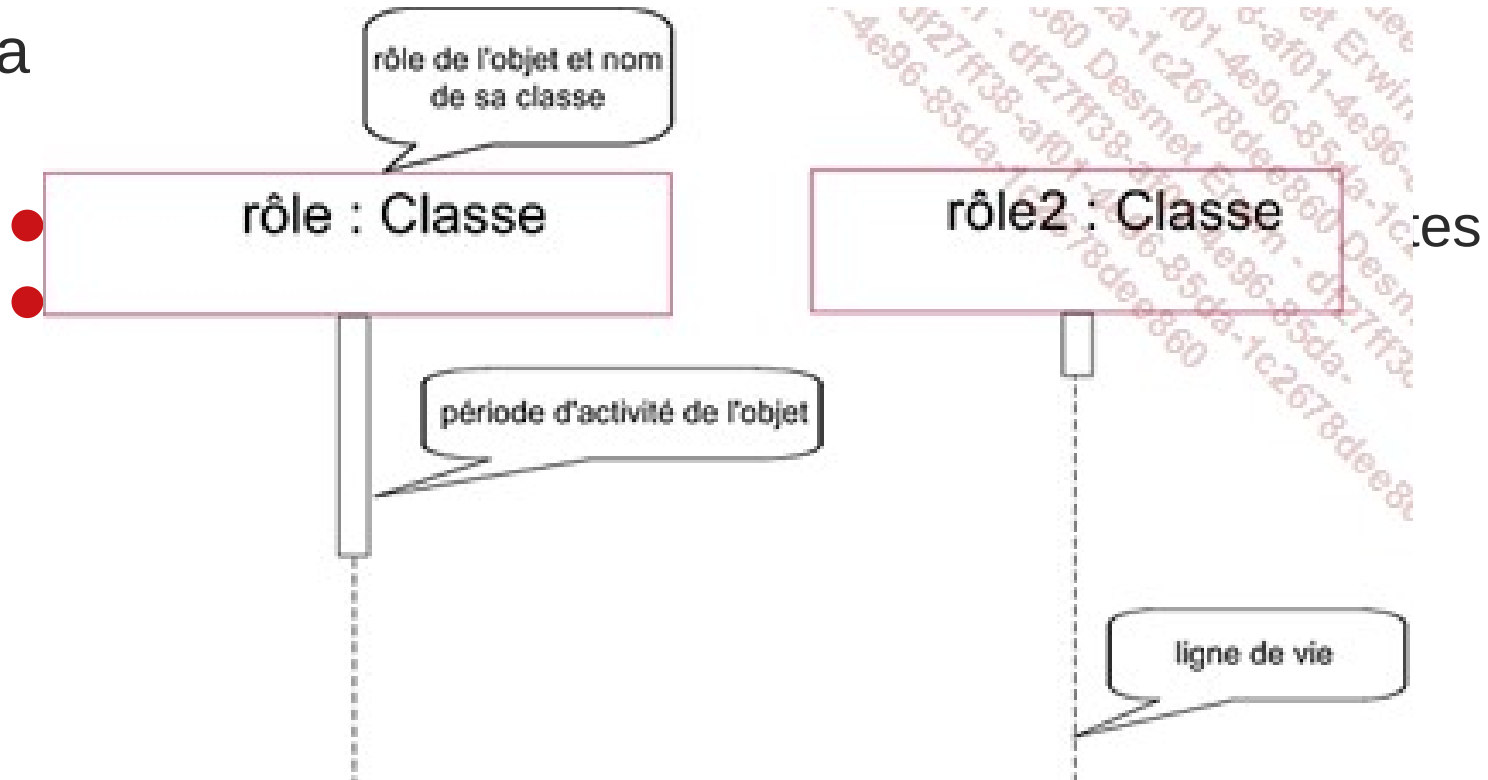 a
rôle de l'objet et nom
de sa classe
rôle : Classe
rôle2 : Classe
tes
période d'activité de l'objet
ligne de vie